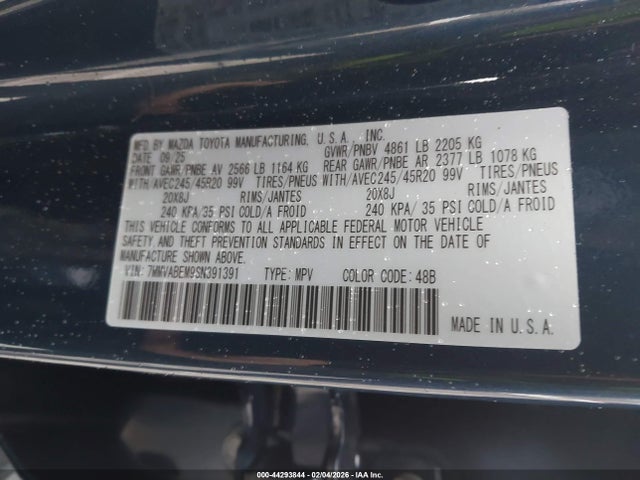 MFD BY MAZDA TOYOTA MANUFACTURING, U.S.A., INC.
DATE 09/25 GVWR/PNBV 4861 LB 2205 KG
FRONT GAWR/PNBE AV 2566 LB 1164 KG REAR GAWR/PNBE AR 2377 LB 1078 KG
WITH/AVEC245/45R20 99V TIRES/PNEUS WITH/AVEC245/45R20 99V TIRES/PNEUS
20X8J RIMS/JANTES 20X8J RIMS/JANTES
240 KPA/35 PSI COLD/A FROID 240 KPA/ 35 PSI COLD/A FROID
THIS VEHICLE CONFORMS TO ALL APPLICABLE FEDERAL MOTOR VEHICLE
SAFETY AND THEFT PREVENTION STANDARDS IN EFFECT ON THE DATE OF
MANUFACTURE SHOWN ABOVE.
VIN: 7MMVABEM9SN391391 TYPE: MPV COLOR CODE: 48B
MADE IN U.S.A.
000-44293844 - 02/04/2026 - IAA, Inc.